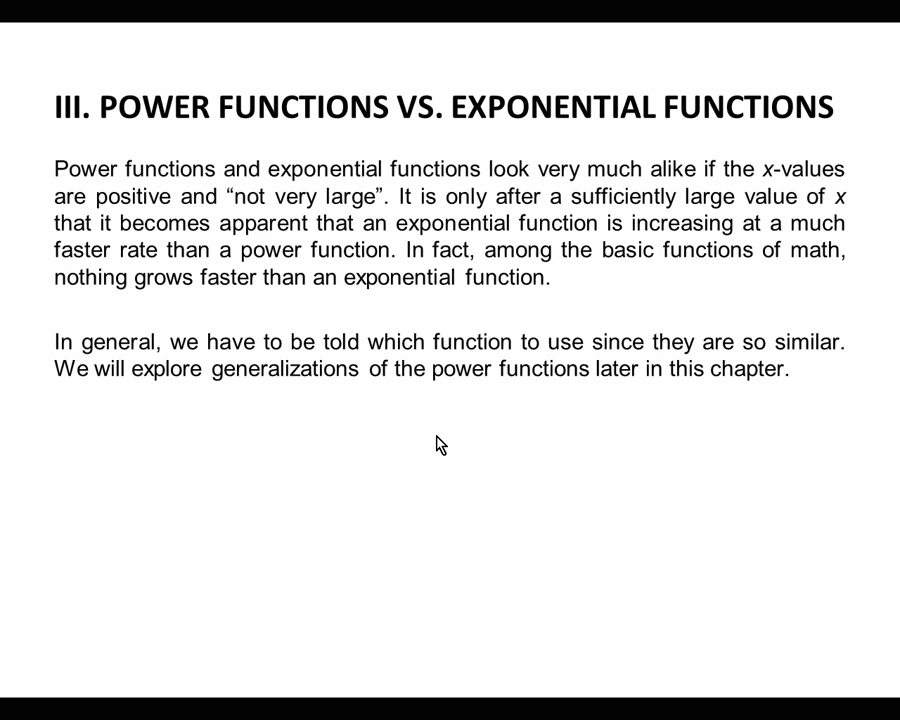 III. POWER FUNCTIONS VS. EXPONENTIAL FUNCTIONS
Power functions and exponential functions look very much alike if the x-values
are positive and “not very large”. It is only after a sufficiently large value of x
that it becomes apparent that an exponential function is increasing at a much
faster rate than a power function. In fact, among the basic functions of math,
nothing grows faster than an exponential function.
In general, we have to be told which function to use since they are so similar.
We will explore generalizations of the power functions later in this chapter.